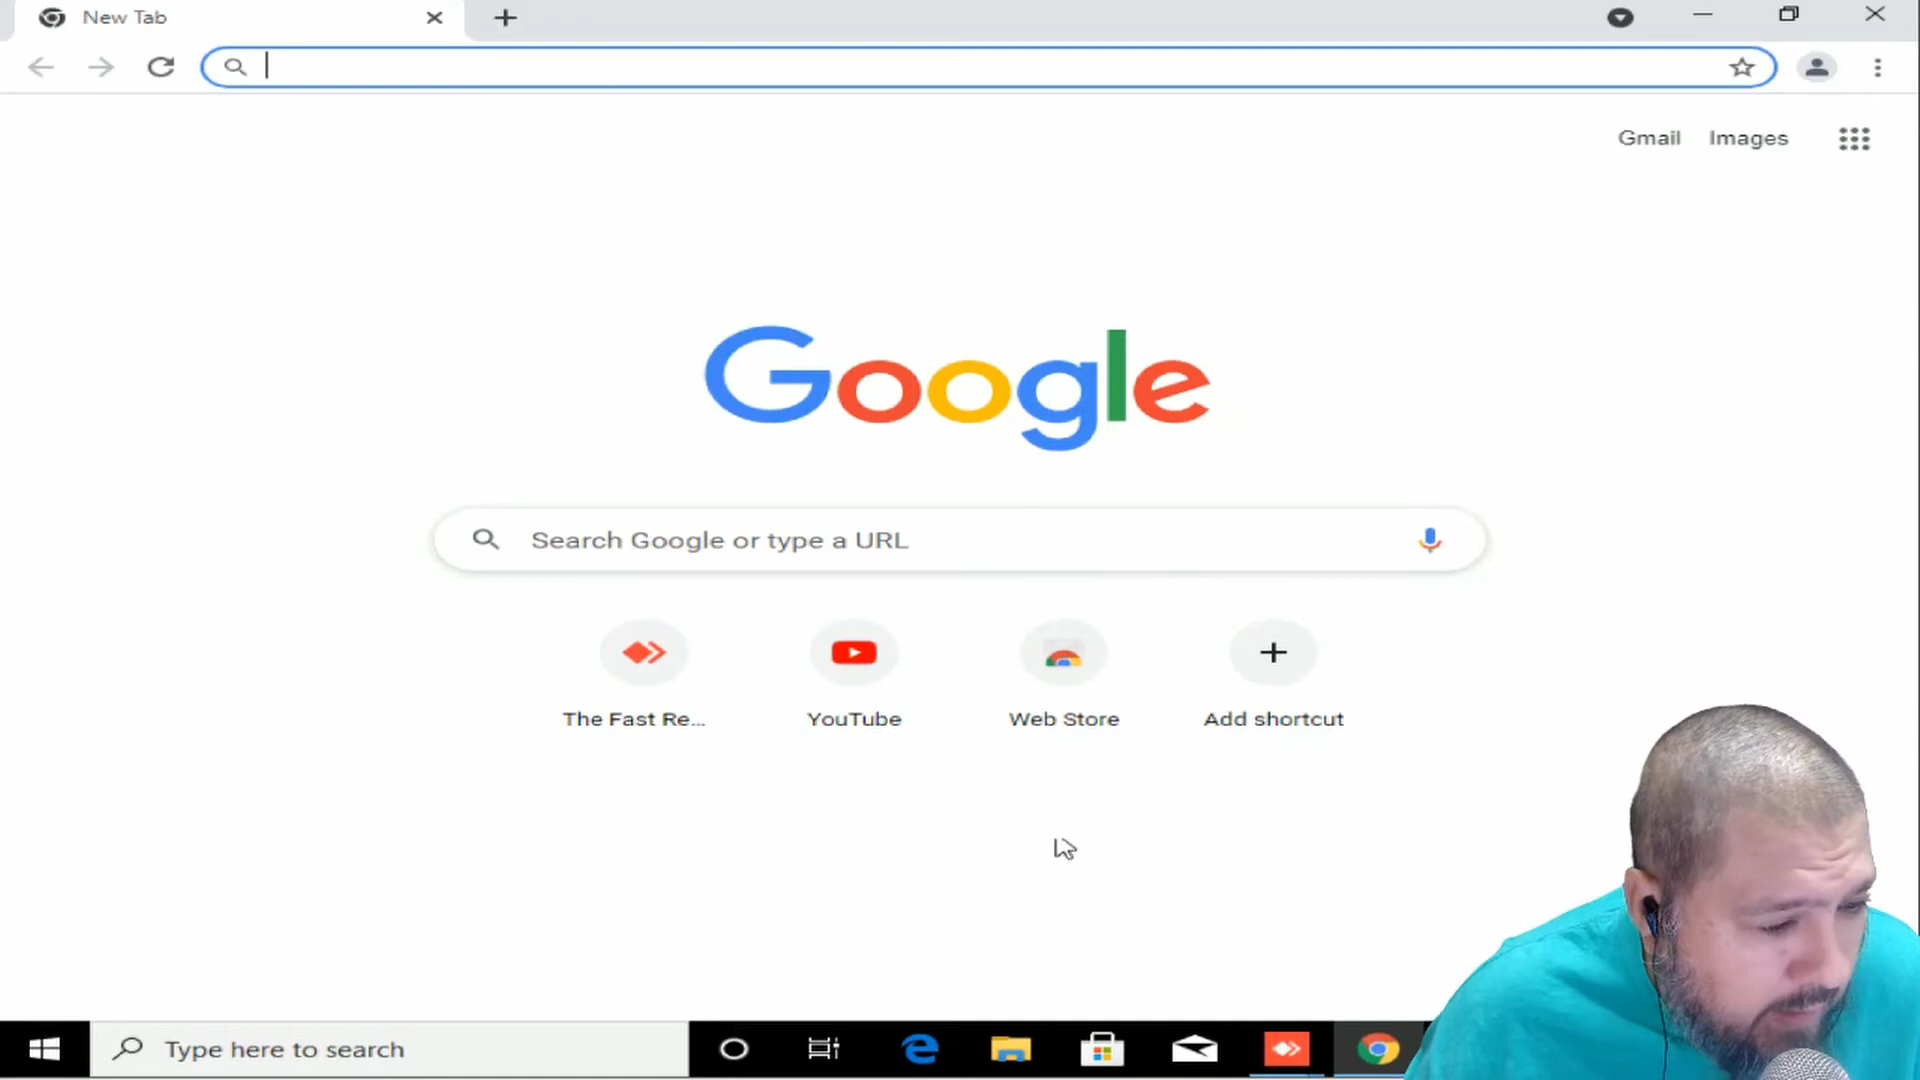 New Tab
Gmail Images
Google
Search Google or type a URL
The Fast Re...
YouTube
Web Store
Add shortcut
Type here to search